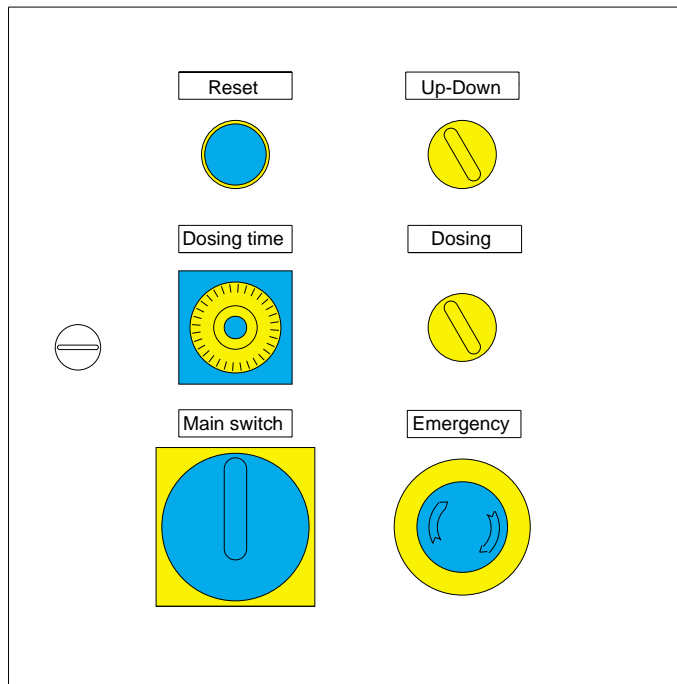 Reset
Up-Down
Dosing time
Dosing
Main switch
Emergency